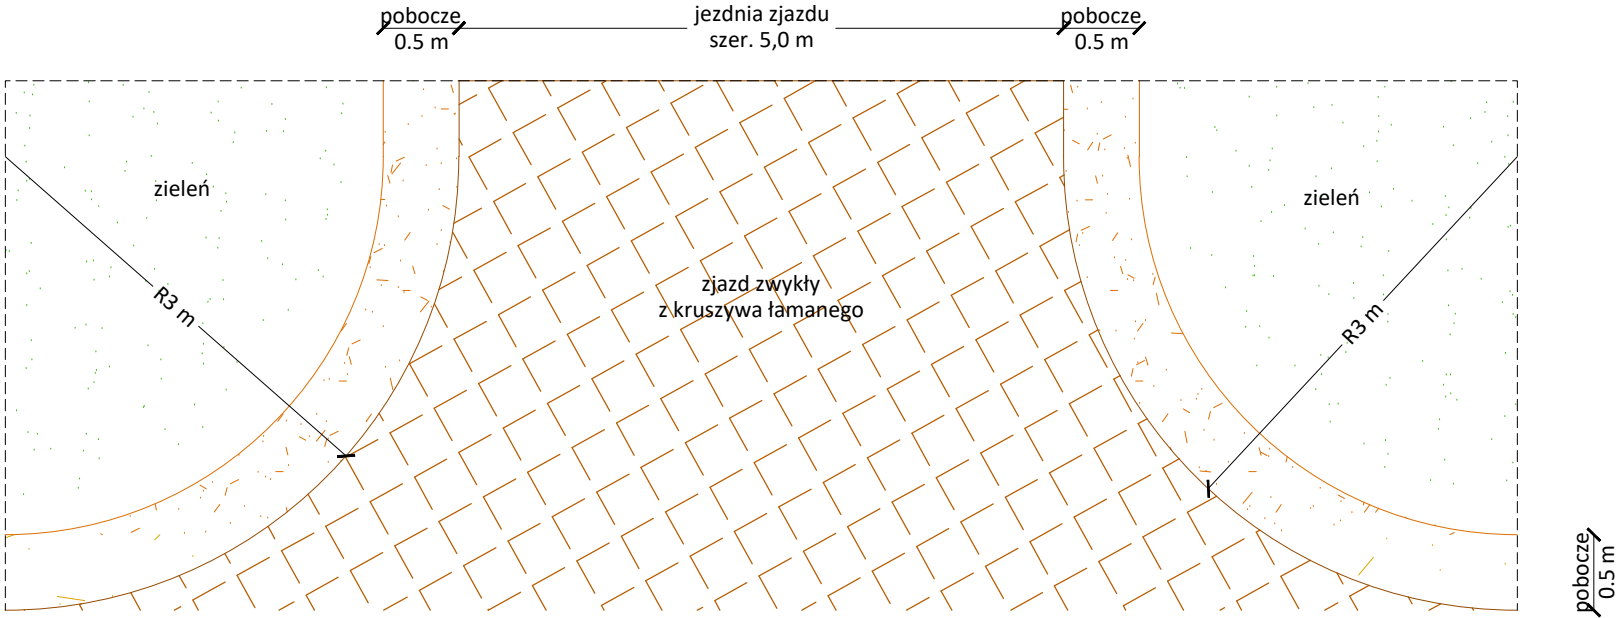 pobocze
0.5 m
jezdnia zjazdu
szer. 5,0 m
pobocze
0.5 m
zieleń
zieleń
zjazd zwykły
z kruszywa łamanego
R3 m
R3 m
pobocze
0.5 m